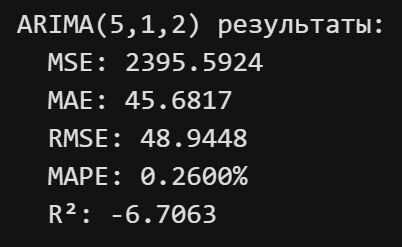 ARIMA(5,1,2) результаты:
MSE: 2395.5924
MAE: 45.6817
RMSE: 48.9448
MAPE: 0.2600%
R²: -6.7063